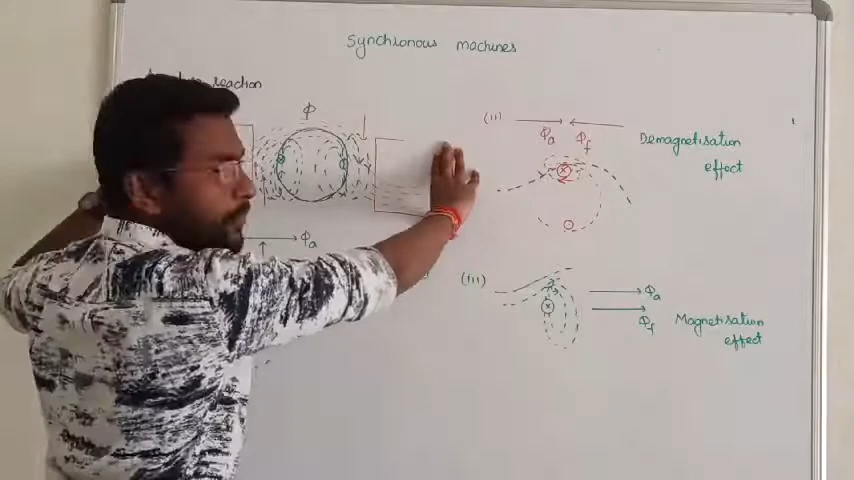 Synchronous machines
reaction
Φ
Φa
(ii)
Φa Φf
Demagnetisation
effect
(iii)
Φa
Φf
Magnetisation
effect